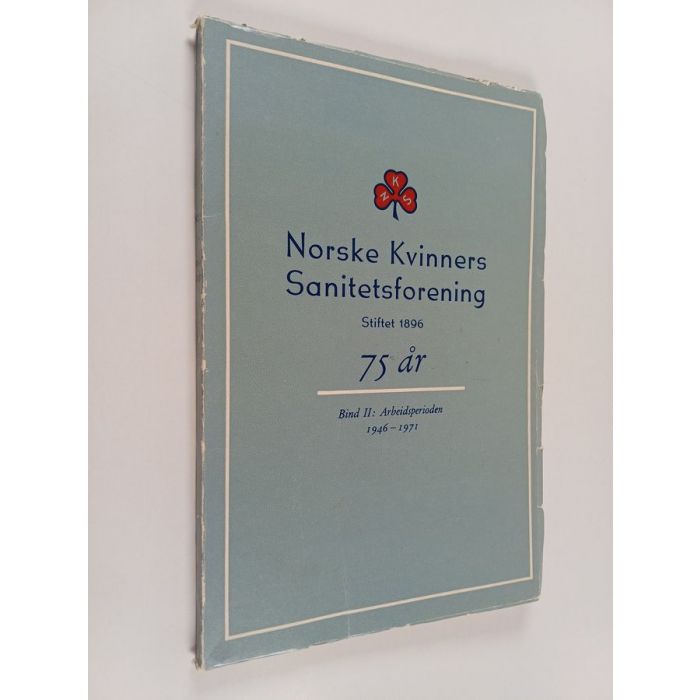 N K S
Norske Kvinners
Sanitetsforening
Stiftet 1896
75 år
Bind II: Arbeidsperioden
1946–1971